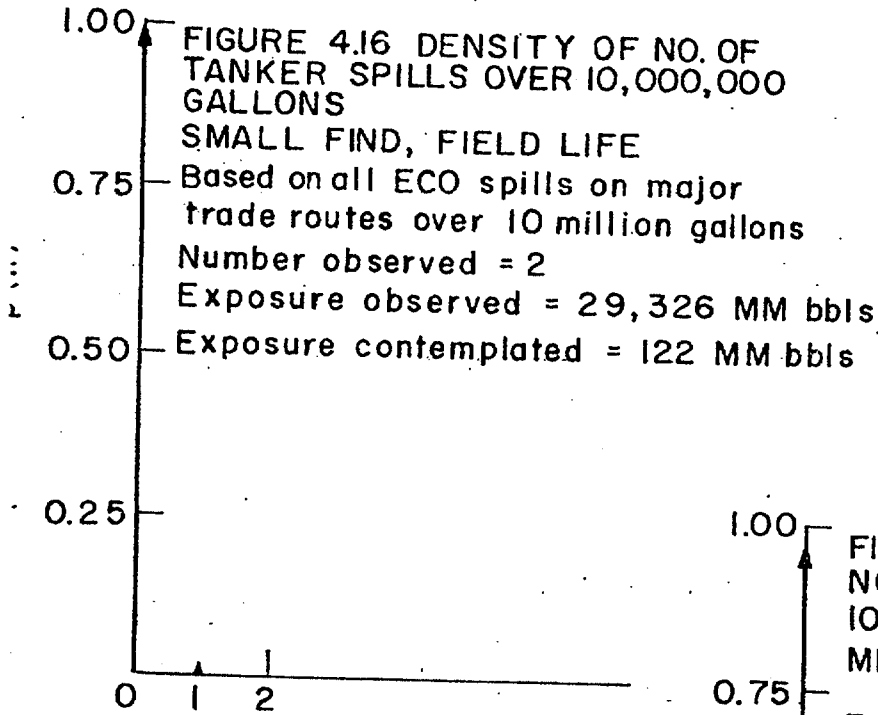 1.00
FIGURE 4.16 DENSITY OF NO. OF
TANKER SPILLS OVER 10,000,000
GALLONS
SMALL FIND, FIELD LIFE
0.75
Based on all ECO spills on major
trade routes over 10 million gallons
Number observed = 2
Exposure observed = 29,326 MM bbls
0.50
Exposure contemplated = 122 MM bbls
0.25
0 1 2
1.00
0.75